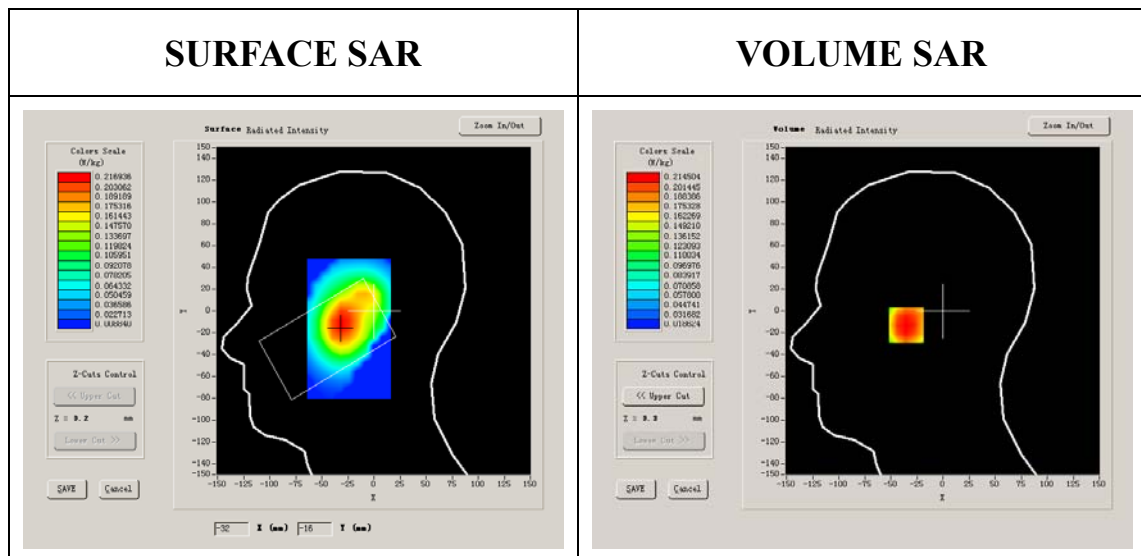 SURFACE SAR
VOLUME SAR
Surface Radiated Intensity
Zoom In/Out
Colors Scale
(W/kg)
0.216936
0.203062
0.189189
0.175316
0.161443
0.147570
0.133697
0.119824
0.105951
0.092078
0.078205
0.064332
0.050459
0.036586
0.022713
0.008840
150
140
120
100
80
60
40
20
0
-20
-40
-60
-80
-100
-120
-140
-150
Y
-150 -125 -100 -75 -50 -25 0 25 50 75 100 125 150
X
Z-Cuts Control
<< Upper Cut
Z = 3.2 mm
Lower Cut >>
SAVE Cancel
-32 X (mm) -16 Y (mm)
Volume Radiated Intensity
Zoom In/Out
Colors Scale
(W/kg)
0.214504
0.201445
0.188386
0.175328
0.162269
0.149210
0.136152
0.123093
0.110034
0.096976
0.083917
0.070858
0.057800
0.044741
0.031682
0.018624
150
140
120
100
80
60
40
20
0
-20
-40
-60
-80
-100
-120
-140
-150
Y
-150 -125 -100 -75 -50 -25 0 25 50 75 100 125 150
X
Z-Cuts Control
<< Upper Cut
Z = 3.3 mm
Lower Cut >>
SAVE Cancel